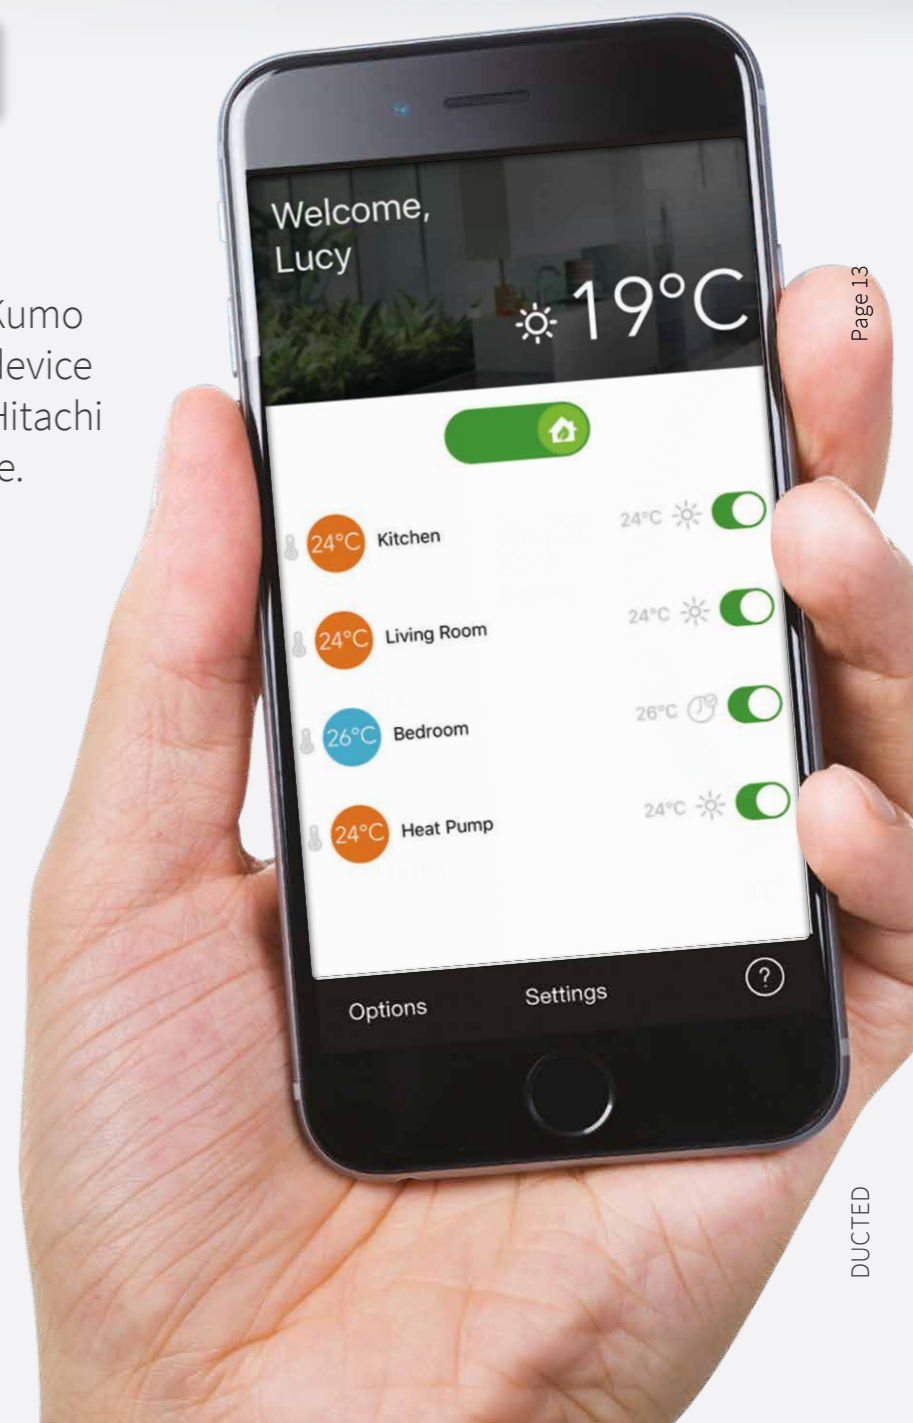 Kumo
device
Hitachi
e.
Welcome,
Lucy
19°C
24°C Kitchen 24°C
24°C Living Room 24°C
26°C Bedroom 26°C
24°C Heat Pump 24°C
Options Settings ?
Page 13
DUCTED